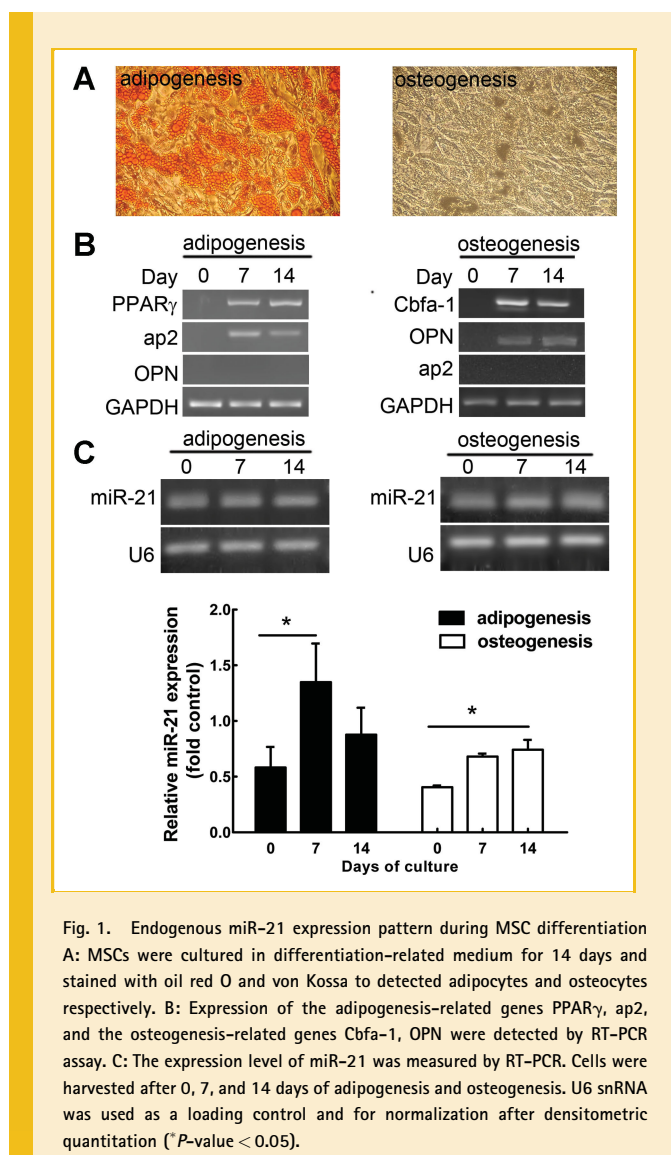 A
adipogenesis
osteogenesis
B
adipogenesis
Day 0 7 14
PPARγ
ap2
OPN
GAPDH
osteogenesis
Day 0 7 14
Cbfa-1
OPN
ap2
GAPDH
C
adipogenesis
0 7 14
miR-21
U6
osteogenesis
0 7 14
miR-21
U6
Relative miR-21 expression
(fold control)
2.0
1.5
1.0
0.5
0.0
*
*
adipogenesis
osteogenesis
0 7 14 0 7 14
Days of culture
Fig. 1. Endogenous miR-21 expression pattern during MSC differentiation
A: MSCs were cultured in differentiation-related medium for 14 days and
stained with oil red O and von Kossa to detected adipocytes and osteocytes
respectively. B: Expression of the adipogenesis-related genes PPARγ, ap2,
and the osteogenesis-related genes Cbfa-1, OPN were detected by RT-PCR
assay. C: The expression level of miR-21 was measured by RT-PCR. Cells were
harvested after 0, 7, and 14 days of adipogenesis and osteogenesis. U6 snRNA
was used as a loading control and for normalization after densitometric
quantitation (*P-value < 0.05).